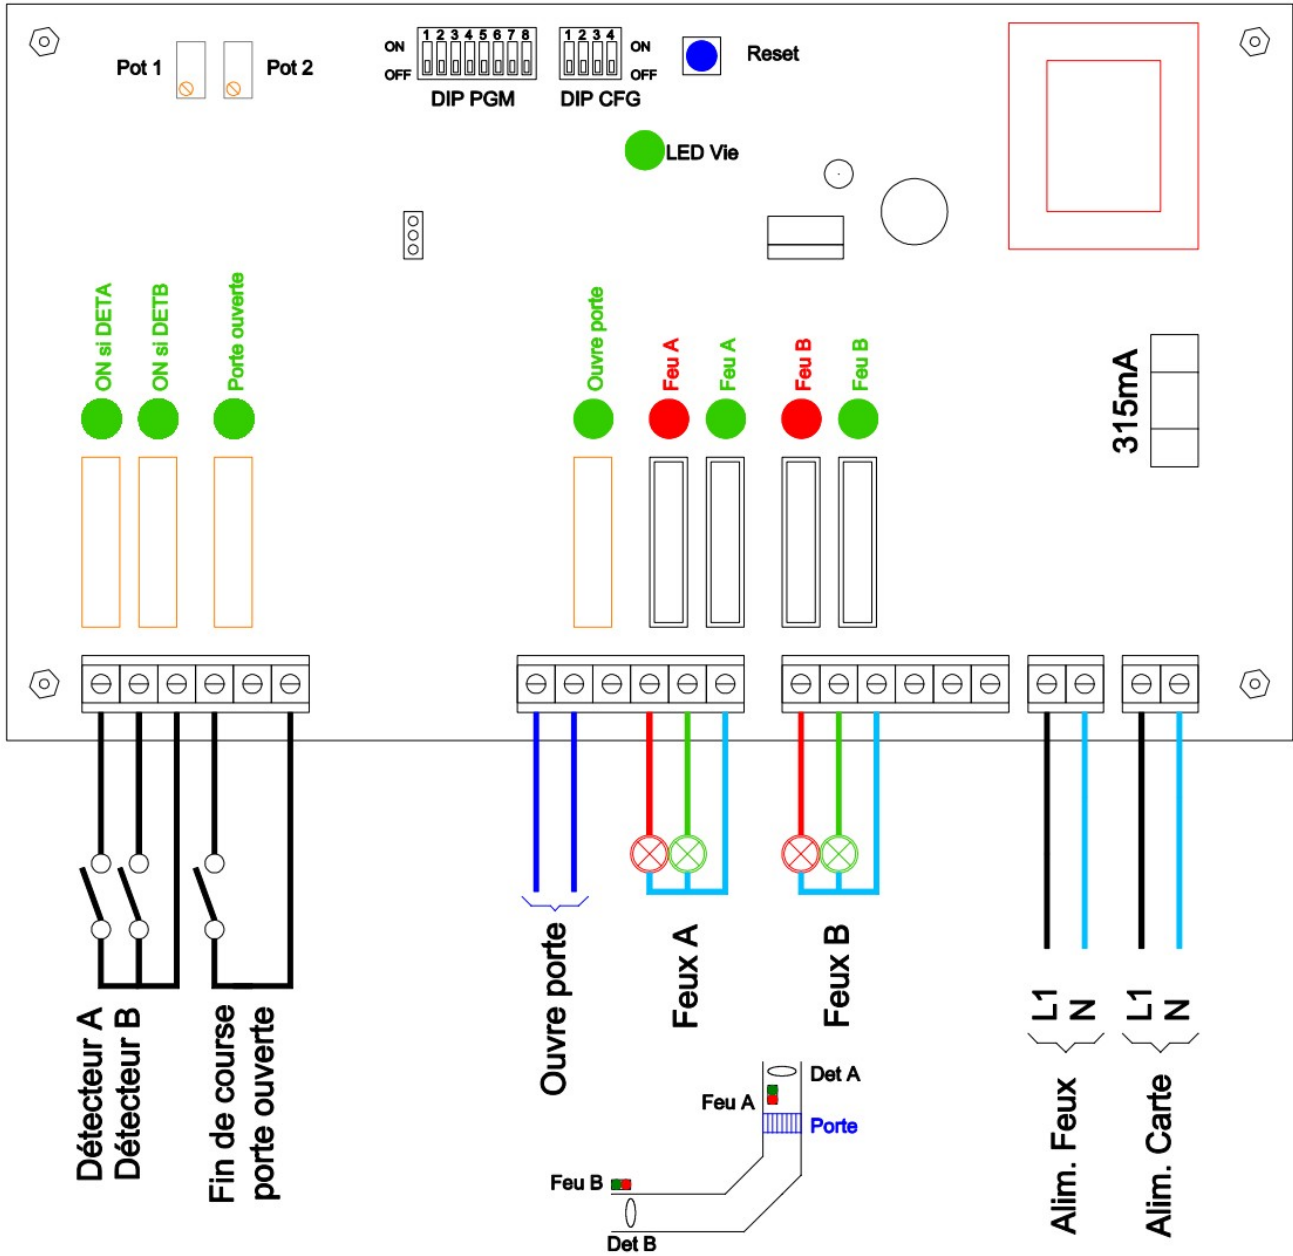 Pot 1
Pot 2
ON
OFF
1 2 3 4 5 6 7 8
DIP PGM
1 2 3 4
ON
OFF
DIP CFG
Reset
LED Vie
ON si DETA
ON si DETB
Porte ouverte
Ouvre porte
Feu A
Feu A
Feu B
Feu B
315mA
Détecteur A
Détecteur B
Fin de course
porte ouverte
Ouvre porte
Feux A
Feux B
L1
N
Alim. Feux
L1
N
Alim. Carte
Det A
Feu A
Porte
Feu B
Det B